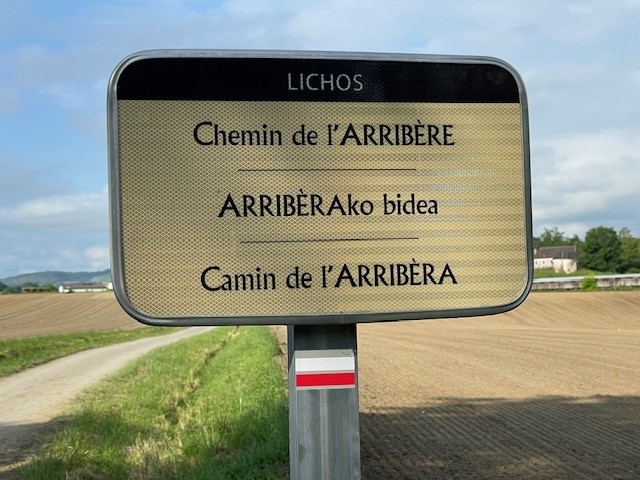 LICHOS
Chemin de l'ARRIBÈRE
ARRIBÈRAko bidea
Camin de l'ARRIBÈRA